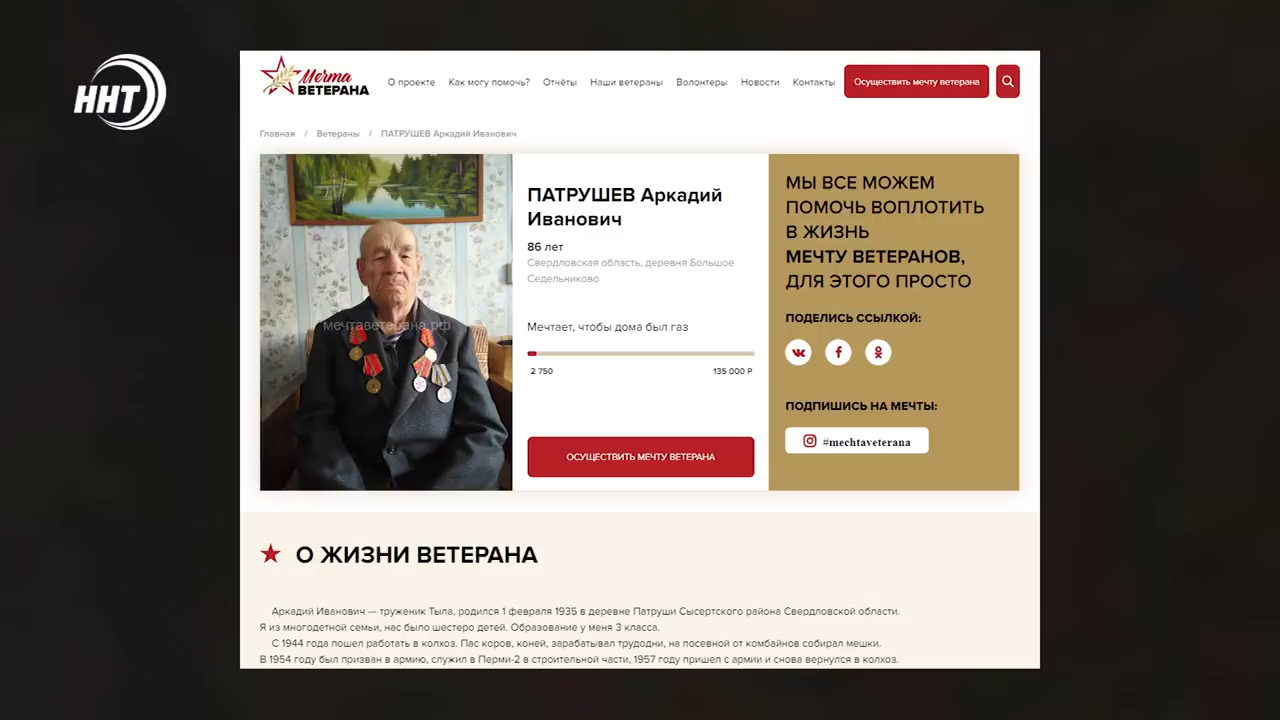 ННТ
Мечта
ВЕТЕРАНА
О проекте Как могу помочь? Отчёты Наши ветераны Волонтеры Новости Контакты Осуществить мечту ветерана
Главная / Ветераны / ПАТРУШЕВ Аркадий Иванович
мечтаветерана.рф
ПАТРУШЕВ Аркадий
Иванович
86 лет
Свердловская область, деревня Большое
Седельниково
Мечтает, чтобы дома был газ
2 750 135 000 Р
ОСУЩЕСТВИТЬ МЕЧТУ ВЕТЕРАНА
МЫ ВСЕ МОЖЕМ
ПОМОЧЬ ВОПЛОТИТЬ
В ЖИЗНЬ
МЕЧТУ ВЕТЕРАНОВ,
ДЛЯ ЭТОГО ПРОСТО
ПОДЕЛИСЬ ССЫЛКОЙ:
ПОДПИШИСЬ НА МЕЧТЫ:
#mechtaveterana
О ЖИЗНИ ВЕТЕРАНА
Аркадий Иванович — труженик Тыла, родился 1 февраля 1935 в деревне Патруши Сысертского района Свердловской области.
Я из многодетной семьи, нас было шестеро детей. Образование у меня 3 класса.
С 1944 года пошел работать в колхоз. Пас коров, коней, зарабатывал трудодни, на посевной от комбайнов собирал мешки.
В 1954 году был призван в армию, служил в Перми-2 в строительной части, 1957 году пришел с армии и снова вернулся в колхоз.